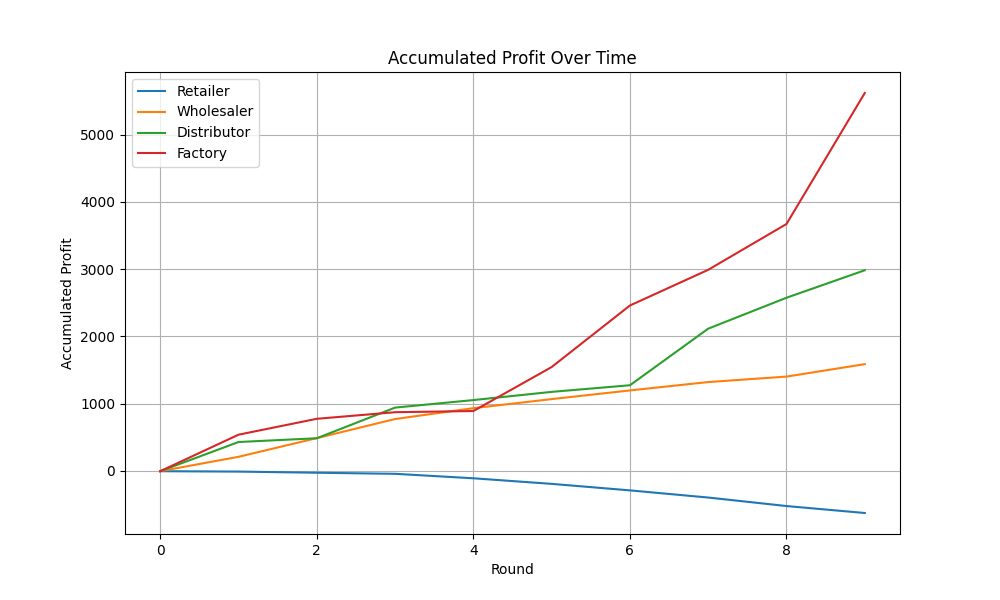 Accumulated Profit Over Time
Retailer
Wholesaler
Distributor
Factory
Accumulated Profit
5000
4000
3000
2000
1000
0
0
2
4
6
8
Round